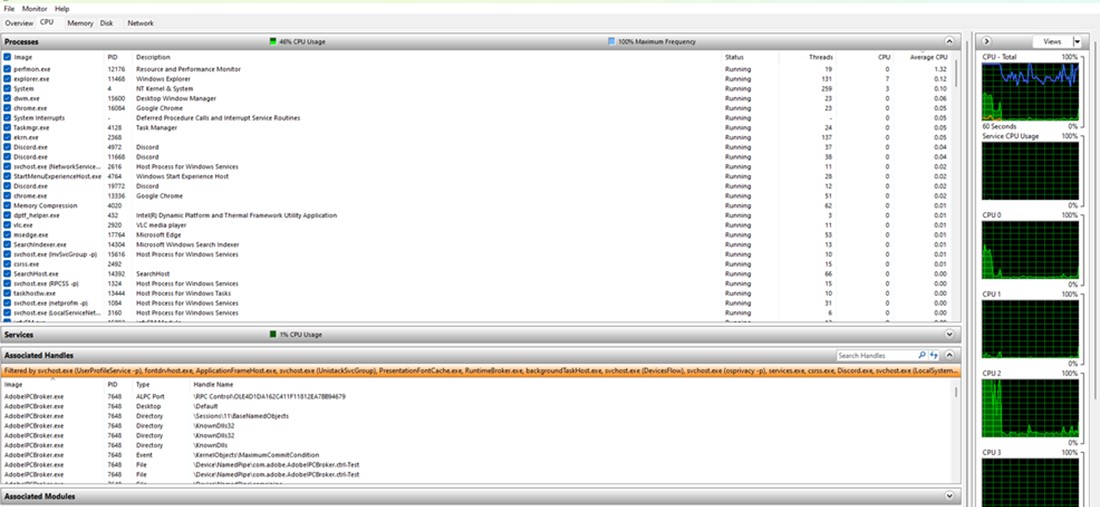 File Monitor Help
Overview CPU Memory Disk Network
Processes 46% CPU Usage 100% Maximum Frequency
Image PID Description Status Threads CPU Average CPU
perfmon.exe 12176 Resource and Performance Monitor Running 19 0 1.32
explorer.exe 11468 Windows Explorer Running 131 7 0.12
System 4 NT Kernel & System Running 259 3 0.10
dwm.exe 15600 Desktop Window Manager Running 23 0 0.06
chrome.exe 16084 Google Chrome Running 23 0 0.05
System Interrupts - Deferred Procedure Calls and Interrupt Service Routines Running - 0 0.05
Taskmgr.exe 4128 Task Manager Running 24 0 0.05
ekrn.exe 2368 Running 137 0 0.05
Discord.exe 4972 Discord Running 37 0 0.04
Discord.exe 11668 Discord Running 38 0 0.04
svchost.exe (NetworkService... 2616 Host Process for Windows Services Running 11 0 0.02
StartMenuExperienceHost.exe 4764 Windows Start Experience Host Running 28 0 0.02
Discord.exe 19772 Discord Running 12 0 0.02
chrome.exe 13336 Google Chrome Running 51 0 0.02
Memory Compression 4020 Running 62 0 0.01
dptf_helper.exe 432 Intel(R) Dynamic Platform and Thermal Framework Utility Application Running 3 0 0.01
vlc.exe 2920 VLC media player Running 11 0 0.01
msedge.exe 17764 Microsoft Edge Running 53 0 0.01
SearchIndexer.exe 14304 Microsoft Windows Search Indexer Running 13 0 0.01
svchost.exe (InvSvcGroup -p) 15616 Host Process for Windows Services Running 10 0 0.01
csrss.exe 2492 Running 15 0 0.01
SearchHost.exe 14392 SearchHost Running 66 0 0.00
svchost.exe (RPCSS -p) 1324 Host Process for Windows Services Running 15 0 0.00
taskhostw.exe 13444 Host Process for Windows Tasks Running 10 0 0.00
svchost.exe (netprofm -p) 1084 Host Process for Windows Services Running 31 0 0.00
svchost.exe (LocalServiceNet... 3160 Host Process for Windows Services Running 6 0 0.00
Services 1% CPU Usage
Associated Handles Search Handles
Filtered by svchost.exe (UserProfileService -p), fontdrvhost.exe, ApplicationFrameHost.exe, svchost.exe (UnistackSvcGroup), PresentationFontCache.exe, RuntimeBroker.exe, backgroundTaskHost.exe, svchost.exe (DevicesFlow), svchost.exe (osprivacy -p), services.exe, csrss.exe, Discord.exe, svchost.exe (LocalSystem...
Image PID Type Handle Name
AdobeIPCBroker.exe 7648 ALPC Port \RPC Control\OLE4D1DA162C411F11812EA7BB94679
AdobeIPCBroker.exe 7648 Desktop \Default
AdobeIPCBroker.exe 7648 Directory \Sessions\11\BaseNamedObjects
AdobeIPCBroker.exe 7648 Directory \KnownDlls32
AdobeIPCBroker.exe 7648 Directory \KnownDlls32
AdobeIPCBroker.exe 7648 Directory \KnownDlls
AdobeIPCBroker.exe 7648 Event \KernelObjects\MaximumCommitCondition
AdobeIPCBroker.exe 7648 File \Device\NamedPipe\com.adobe.AdobeIPCBroker.ctrl-Test
AdobeIPCBroker.exe 7648 File \Device\NamedPipe\com.adobe.AdobeIPCBroker.ctrl-Test
Associated Modules
Views
CPU - Total 100%
60 Seconds 0%
Service CPU Usage 100%
0%
CPU 0 100%
0%
CPU 1 100%
0%
CPU 2 100%
0%
CPU 3 100%